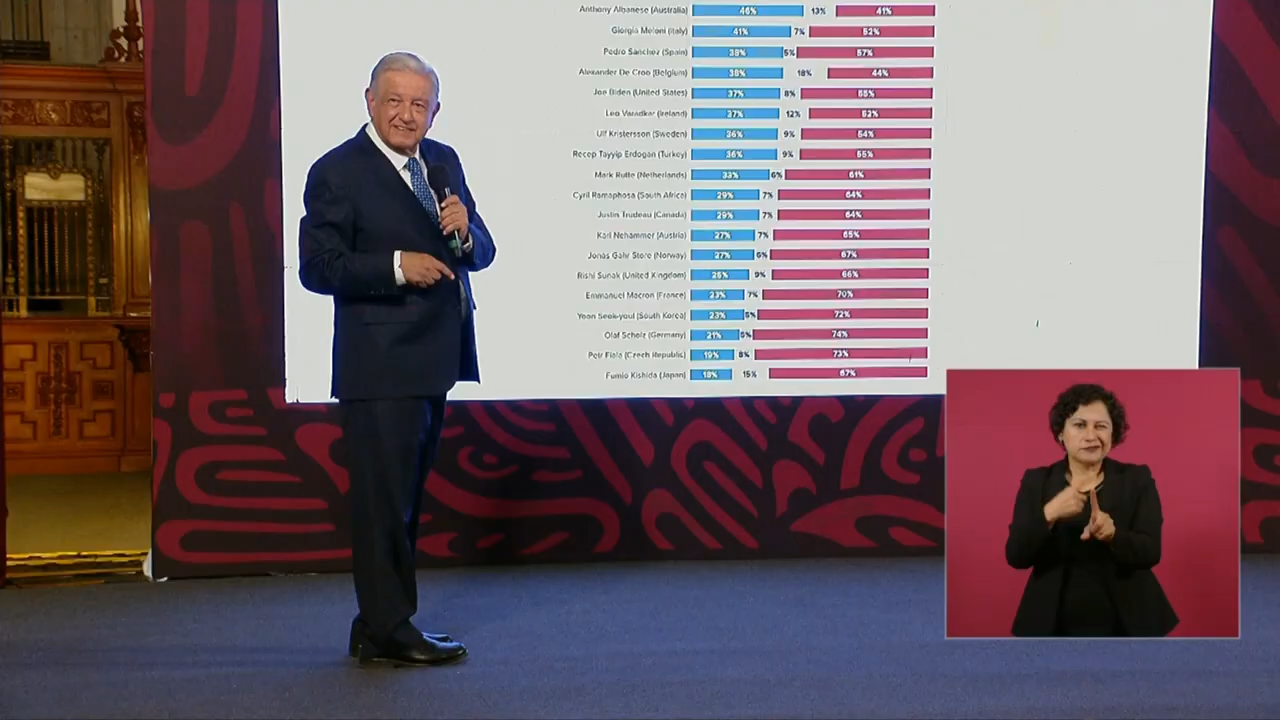 Anthony Albanese (Australia) 46% 13% 41%
Giorgia Meloni (Italy) 41% 7% 52%
Pedro Sánchez (Spain) 38% 5% 57%
Alexander De Croo (Belgium) 38% 18% 44%
Joe Biden (United States) 37% 8% 55%
Leo Varadkar (Ireland) 37% 12% 52%
Ulf Kristersson (Sweden) 36% 9% 54%
Recep Tayyip Erdogan (Turkey) 36% 9% 55%
Mark Rutte (Netherlands) 33% 6% 61%
Cyril Ramaphosa (South Africa) 29% 7% 64%
Justin Trudeau (Canada) 29% 7% 64%
Karl Nehammer (Austria) 27% 7% 65%
Jonas Gahr Støre (Norway) 27% 6% 67%
Rishi Sunak (United Kingdom) 25% 9% 66%
Emmanuel Macron (France) 23% 7% 70%
Yoon Seok-youl (South Korea) 23% 5% 72%
Olaf Scholz (Germany) 21% 5% 74%
Petr Fiala (Czech Republic) 19% 8% 73%
Fumio Kishida (Japan) 18% 15% 67%